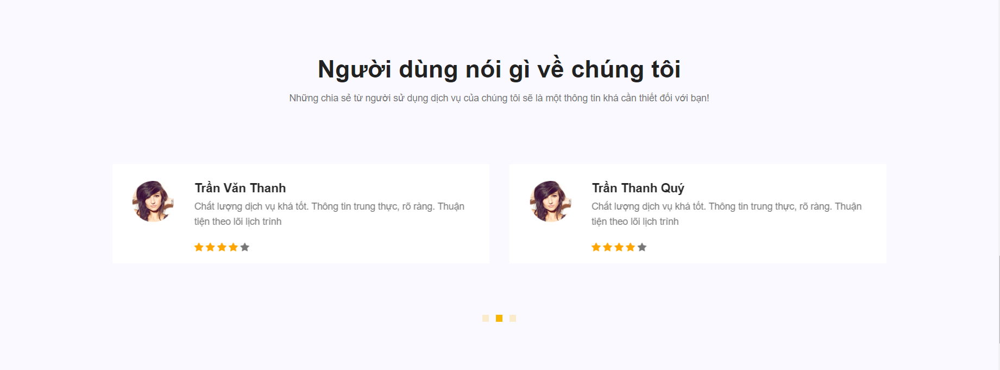 Người dùng nói gì về chúng tôi
Những chia sẻ từ người sử dụng dịch vụ của chúng tôi sẽ là một thông tin khá cần thiết đối với bạn!
Trần Văn Thanh
Chất lượng dịch vụ khá tốt. Thông tin trung thực, rõ ràng. Thuận
tiện theo lõi lịch trình
Trần Thanh Quý
Chất lượng dịch vụ khá tốt. Thông tin trung thực, rõ ràng. Thuận
tiện theo lõi lịch trình